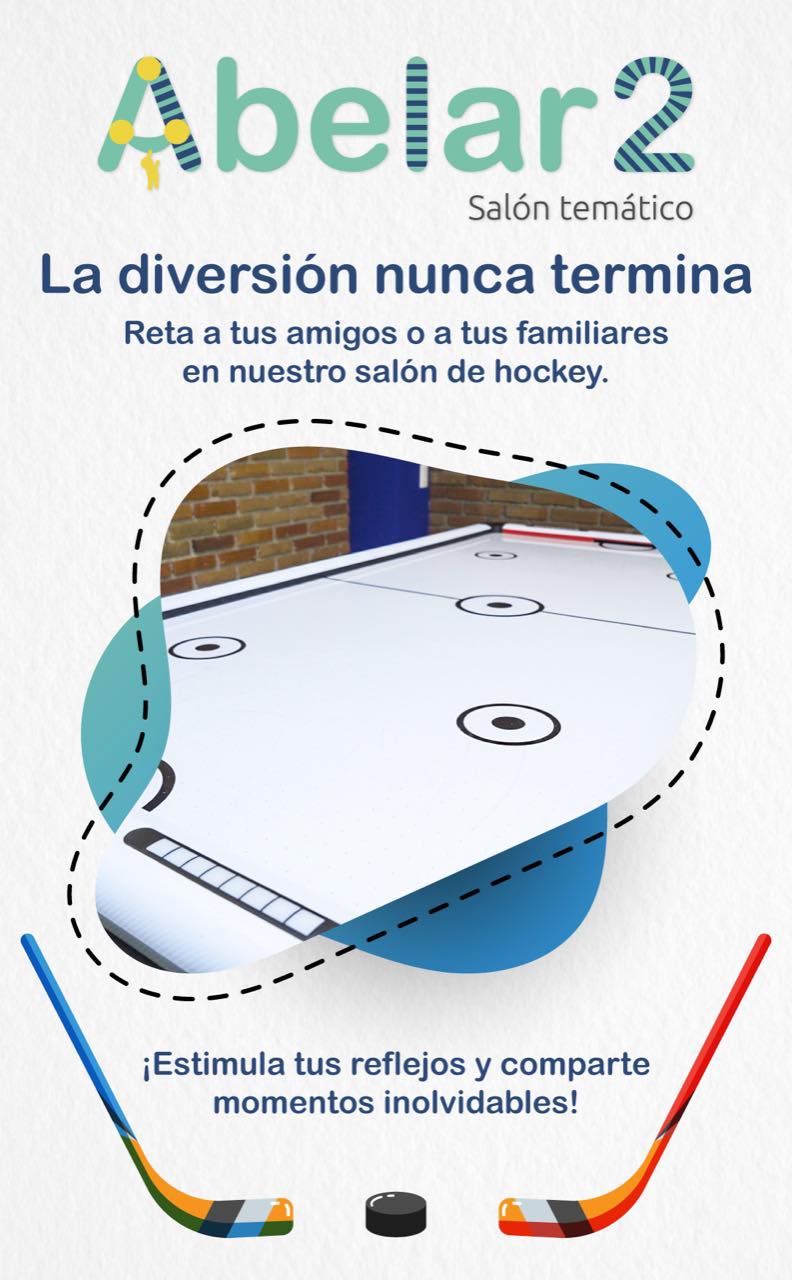 Abelar2
Salón temático
La diversión nunca termina
Reta a tus amigos o a tus familiares
en nuestro salón de hockey.
¡Estimula tus reflejos y comparte
momentos inolvidables!